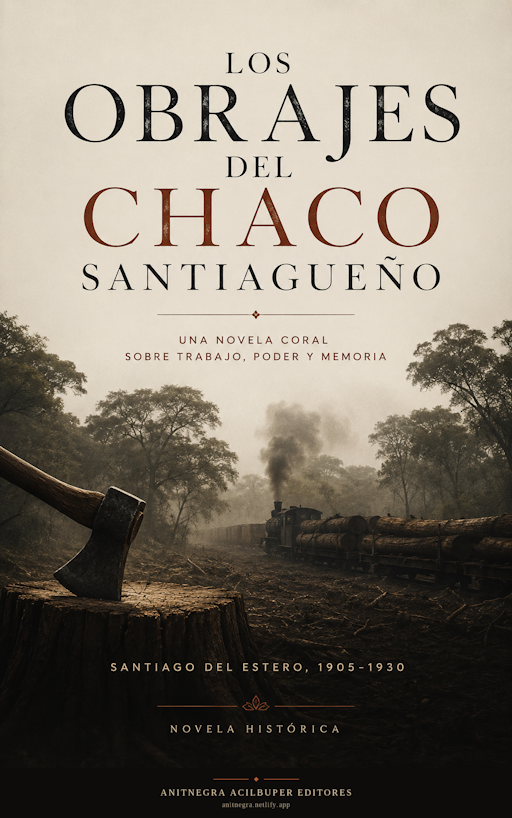 LOS
OBRAJES
DEL
CHACO
SANTIAGUEÑO
UNA NOVELA CORAL
SOBRE TRABAJO, PODER Y MEMORIA
SANTIAGO DEL ESTERO, 1905-1930
NOVELA HISTÓRICA
ANITNEGRA ACILBUPER EDITORES
anitnegra.netlify.app